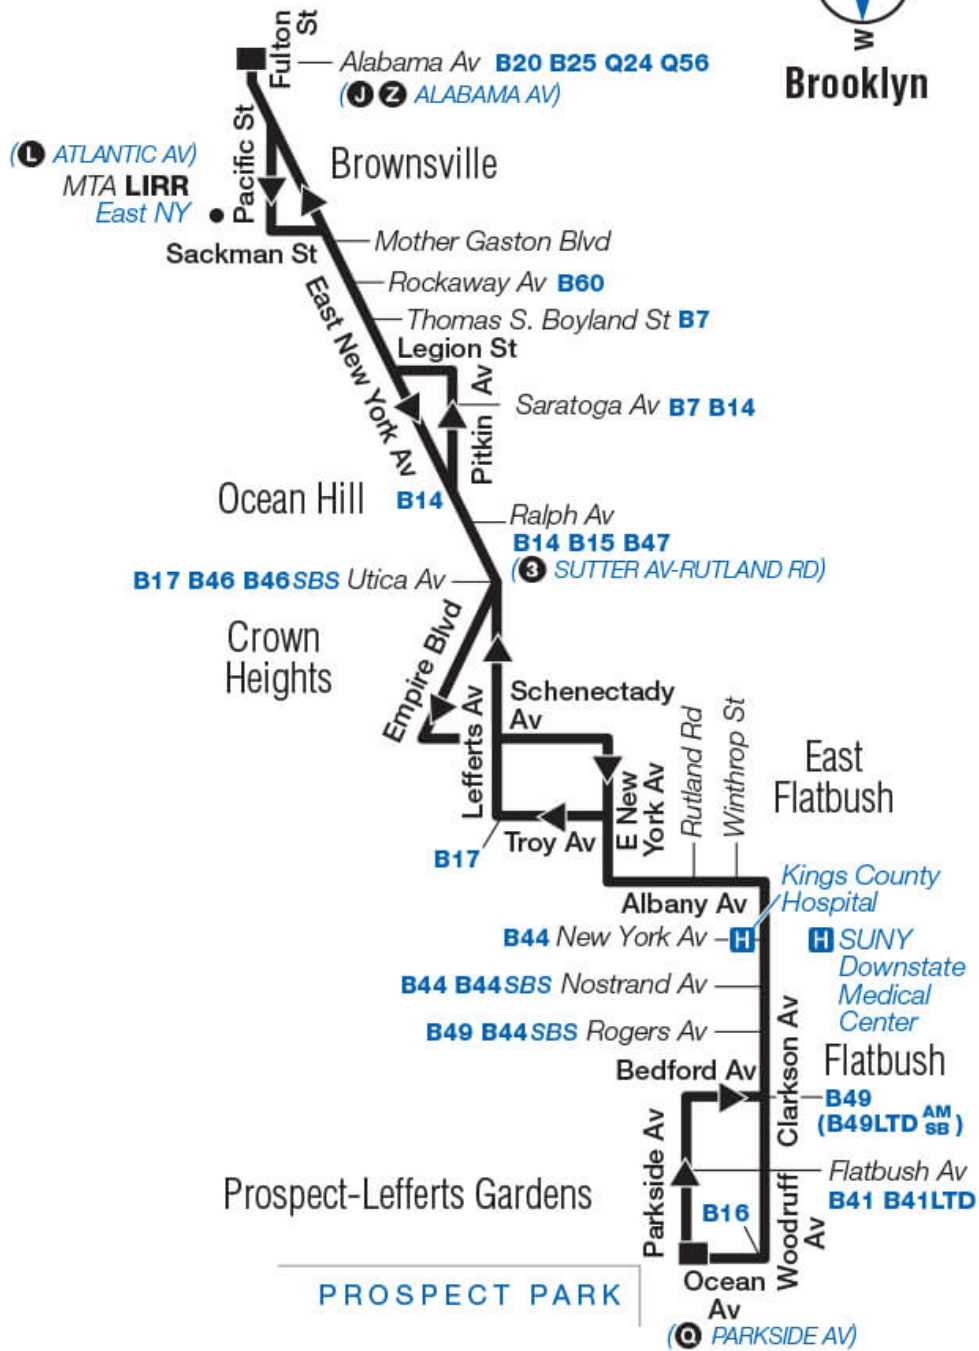 W
Brooklyn
Fulton
St
Alabama Av B20 B25 Q24 Q56
(J Z ALABAMA AV)
Pacific St
(L ATLANTIC AV)
MTA LIRR
East NY
Brownsville
Sackman St
Mother Gaston Blvd
Rockaway Av B60
Thomas S. Boyland St B7
East New York Av
Legion St
Pitkin Av
Saratoga Av B7 B14
Ocean Hill
B14
Ralph Av
B14 B15 B47
(3 SUTTER AV-RUTLAND RD)
B17 B46 B46SBS Utica Av
Crown
Heights
Empire Blvd
Lefferts Av
Schenectady
Av
E New
York Av
Rutland Rd
Winthrop St
East
Flatbush
Troy Av
B17
Albany Av
Kings County
Hospital
B44 New York Av
H
H SUNY
Downstate
Medical
Center
B44 B44SBS Nostrand Av
B49 B44SBS Rogers Av
Clarkson Av
Flatbush
Bedford Av
B49
(B49LTD AM SB)
Parkside Av
Flatbush Av
B41 B41LTD
Prospect-Lefferts Gardens
B16
Woodruff
Av
Ocean
Av
PROSPECT PARK
(Q PARKSIDE AV)